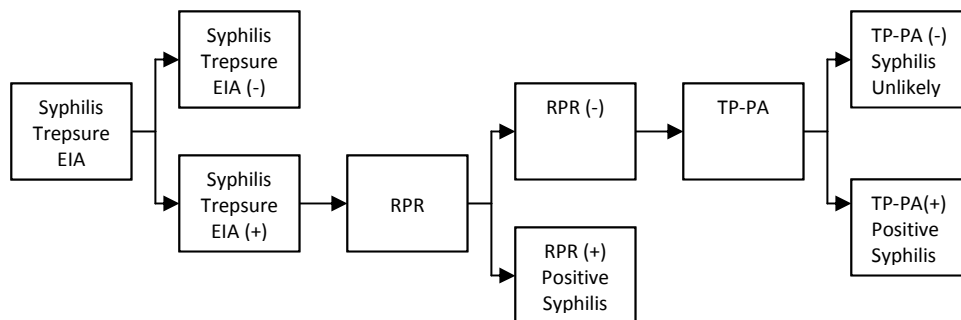 Syphilis
Trepsure
EIA
Syphilis
Trepsure
EIA (-)
Syphilis
Trepsure
EIA (+)
RPR
RPR (-)
RPR (+)
Positive
Syphilis
TP-PA
TP-PA (-)
Syphilis
Unlikely
TP-PA(+)
Positive
Syphilis